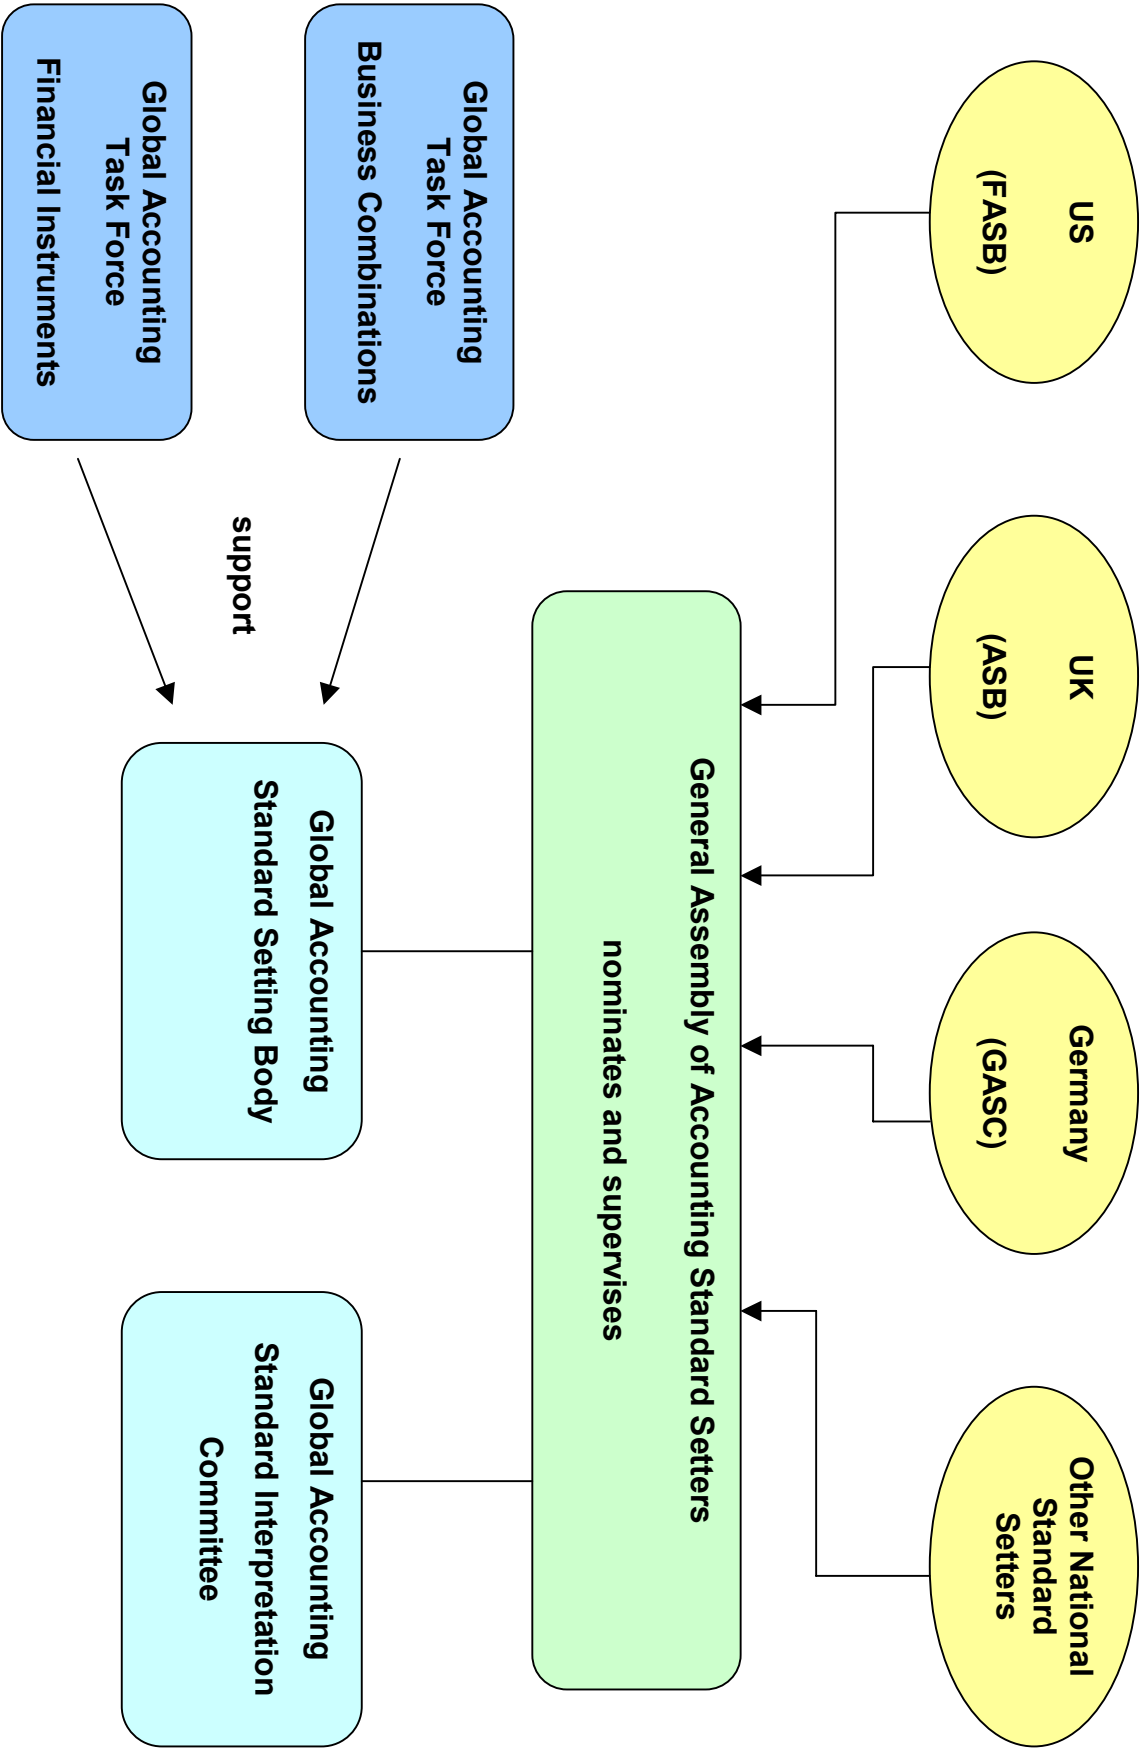 US
(FASB)
UK
(ASB)
Germany
(GASC)
Other National
Standard
Setters
General Assembly of Accounting Standard Setters
nominates and supervises
Global Accounting
Task Force
Business Combinations
Global Accounting
Task Force
Financial Instruments
support
Global Accounting
Standard Setting Body
Global Accounting
Standard Interpretation
Committee